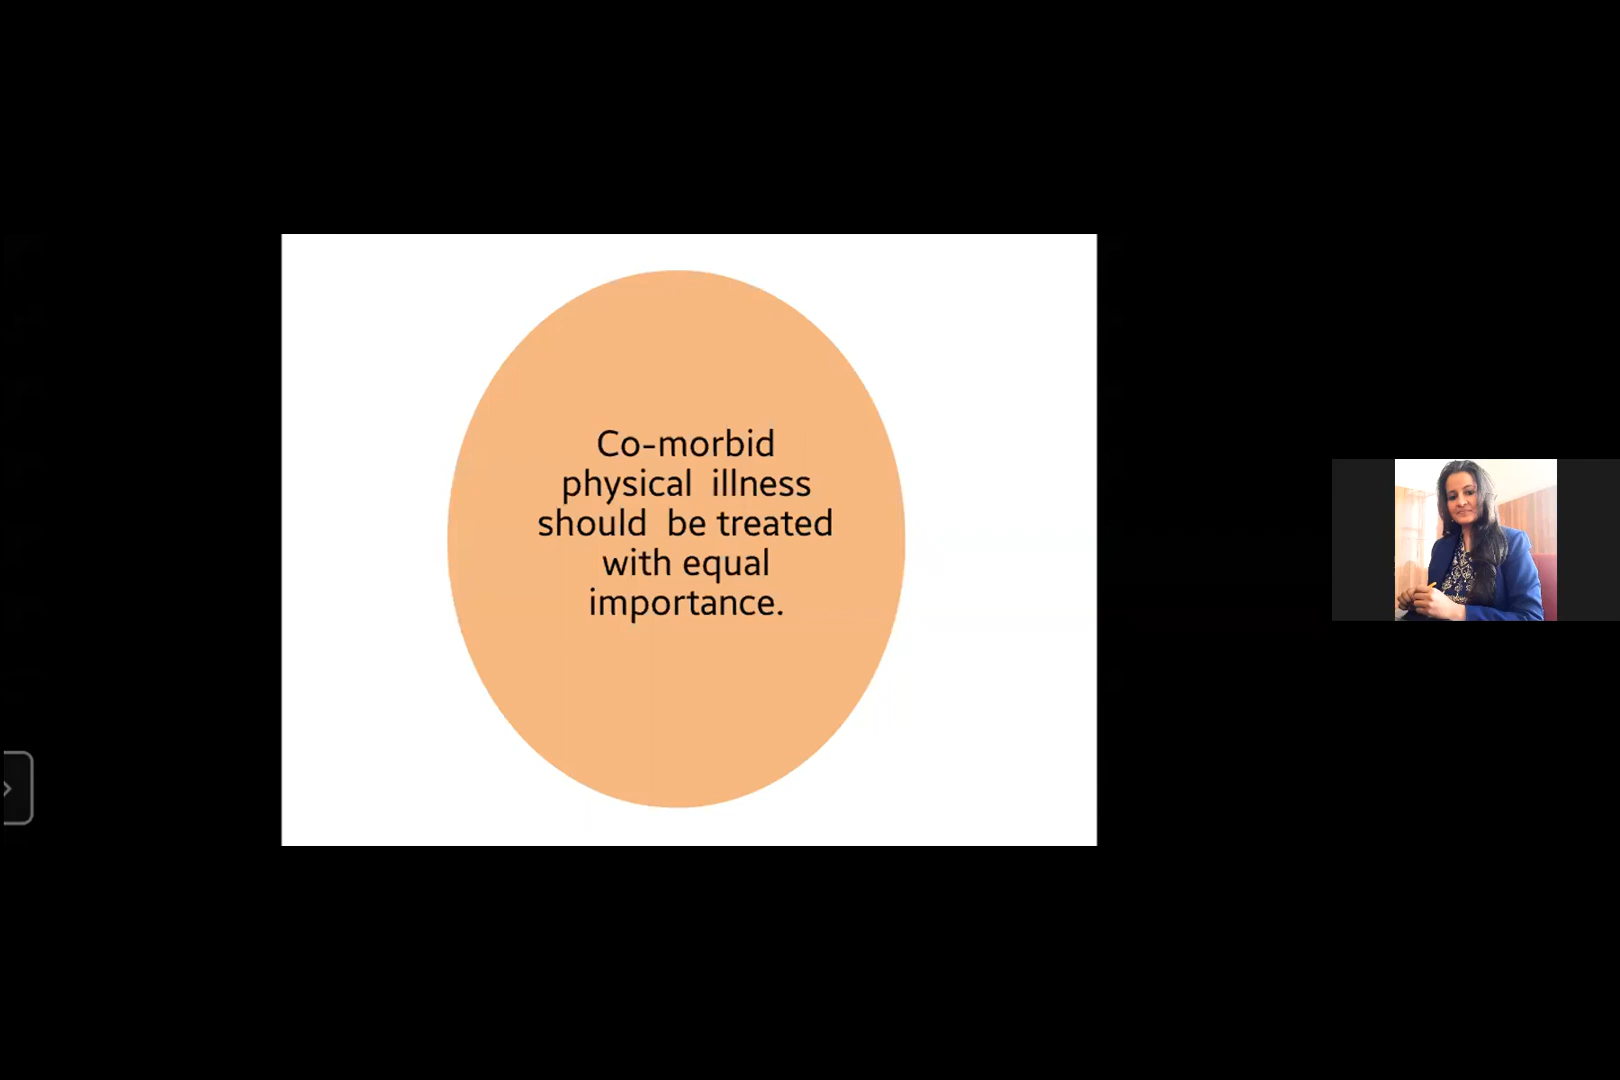 Co-morbid
physical illness
should be treated
with equal
importance.